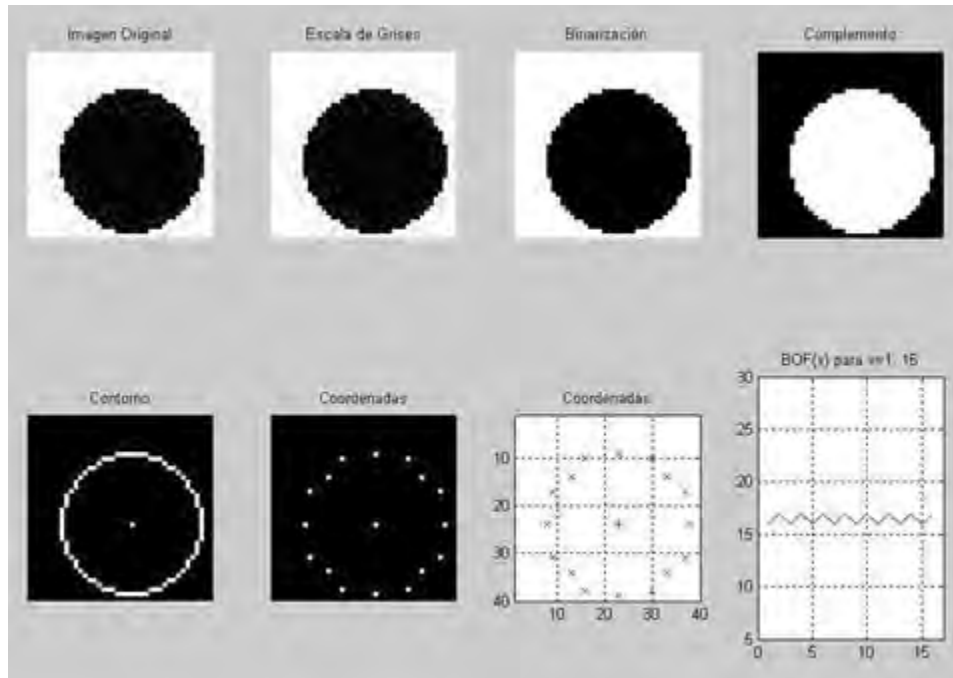 Imagen Original
Escala de Grises
Binarización
Complemento
Contorno
Coordenadas
Coordenadas
10
20
30
40
10
20
30
40
BOF(v) para v=1: 16
30
25
20
15
10
5
0
5
10
15